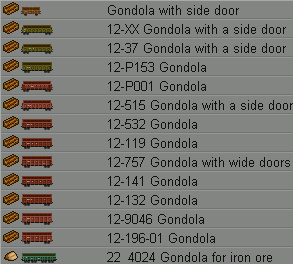 Gondola with side door
12-XX Gondola with a side door
12-37 Gondola with a side door
12-P153 Gondola
12-P001 Gondola
12-515 Gondola with a side door
12-532 Gondola
12-119 Gondola
12-757 Gondola with wide doors
12-141 Gondola
12-132 Gondola
12-9046 Gondola
12-196-01 Gondola
22_4024 Gondola for iron ore